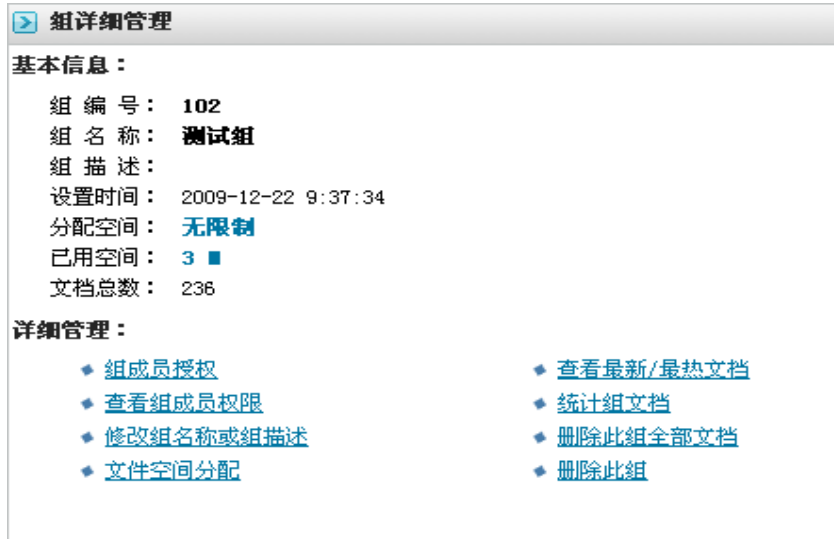 组详细管理
基本信息：
组 编 号： 102
组 名 称： 测试组
组 描 述：
设置时间： 2009-12-22 9:37:34
分配空间： 无限制
已用空间： 3
文档总数： 236
详细管理：
组成员授权 查看最新/最热文档
查看组成员权限 统计组文档
修改组名称或组描述 删除此组全部文档
文件空间分配 删除此组